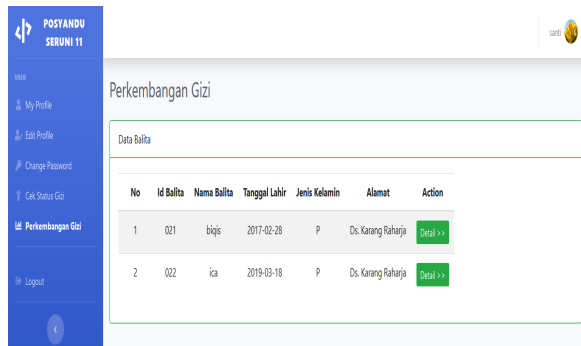 POSYANDU
SERUNI 11
santi
USER
My Profile
Edit Profile
Change Password
Cek Status Gizi
Perkembangan Gizi
Logout
Perkembangan Gizi
Data Balita
No Id Balita Nama Balita Tanggal Lahir Jenis Kelamin Alamat Action
1 021 biqis 2017-02-28 P Ds. Karang Raharja Detail >>
2 022 ica 2019-03-18 P Ds. Karang Raharja Detail >>